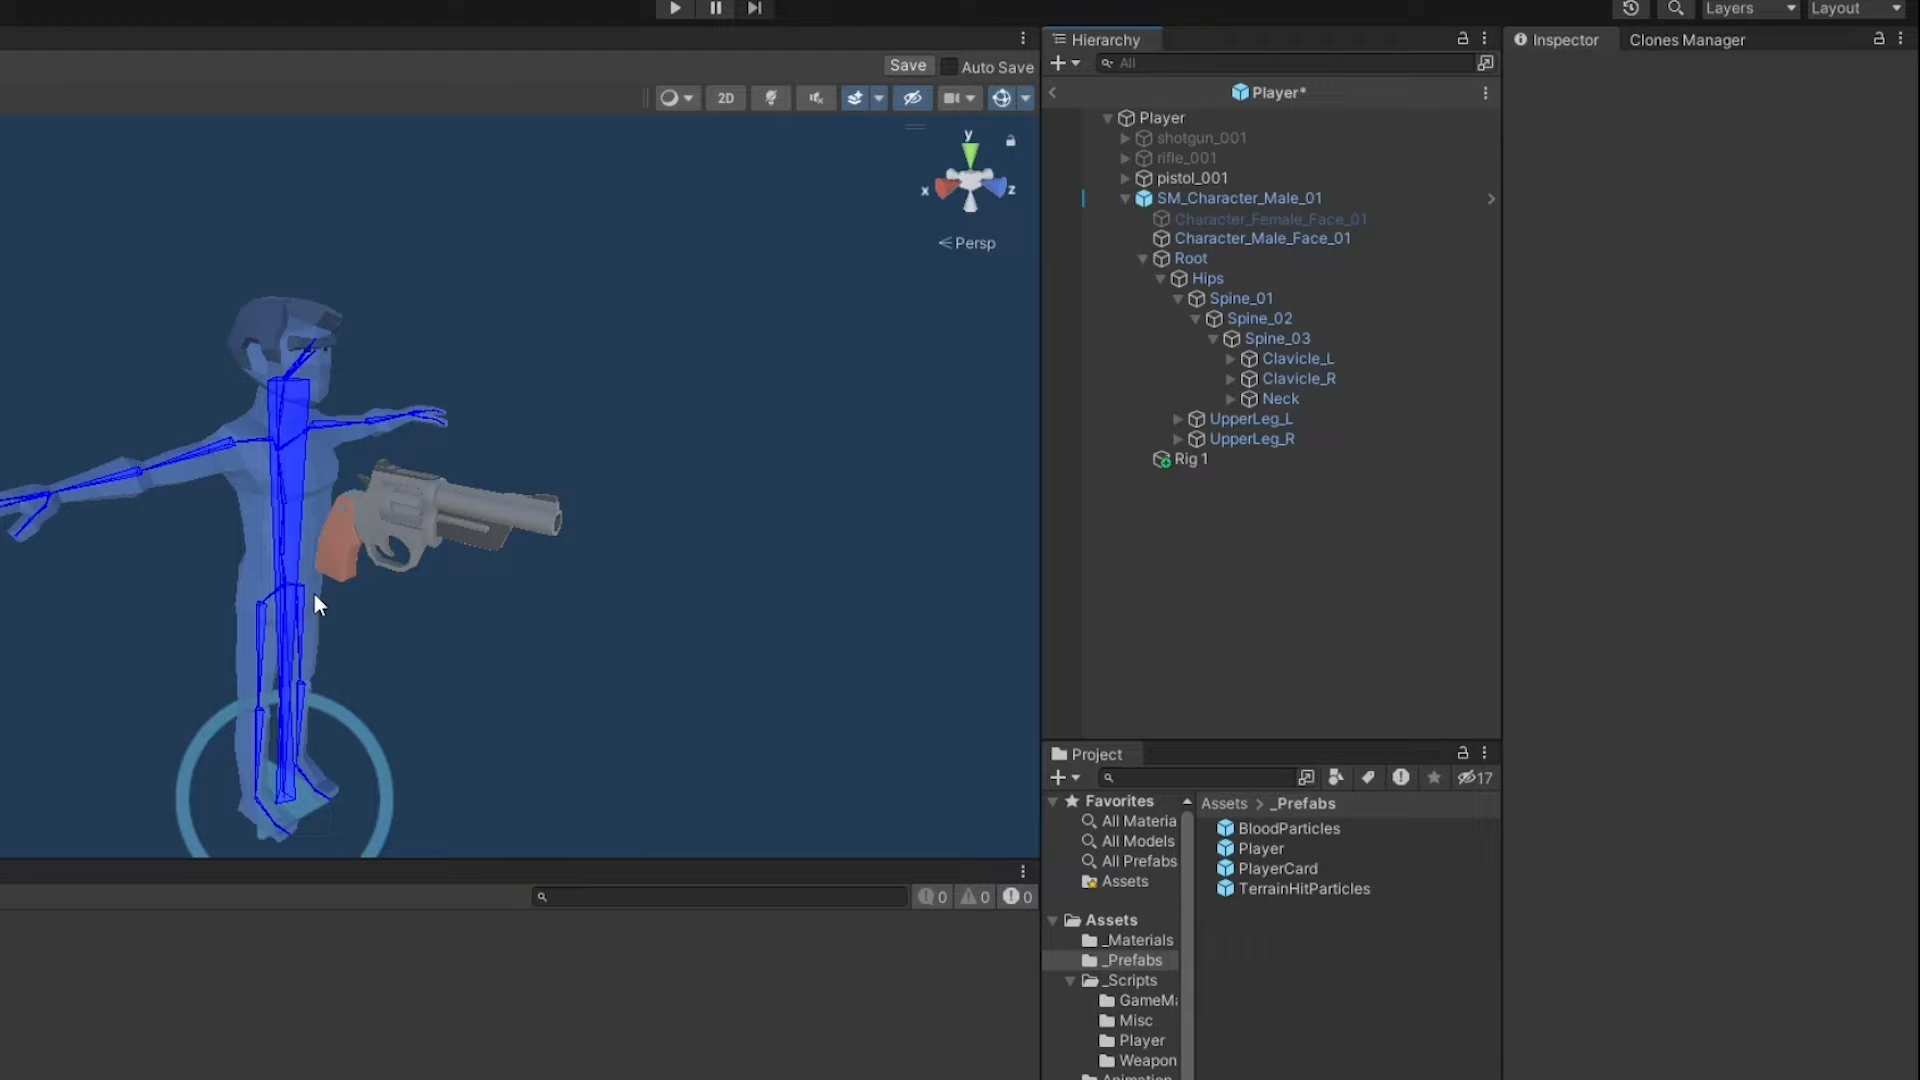 Layers
Layout
Hierarchy
Inspector
Clones Manager
Save
Auto Save
All
2D
Player*
y
x
z
Persp
Player
shotgun_001
rifle_001
pistol_001
SM_Character_Male_01
Character_Female_Face_01
Character_Male_Face_01
Root
Hips
Spine_01
Spine_02
Spine_03
Clavicle_L
Clavicle_R
Neck
UpperLeg_L
UpperLeg_R
Rig 1
Project
17
Favorites
All Materia
All Models
All Prefabs
Assets
Assets > _Prefabs
BloodParticles
Player
PlayerCard
TerrainHitParticles
0
0
0
Assets
_Materials
_Prefabs
_Scripts
GameMa
Misc
Player
Weapon
Animation